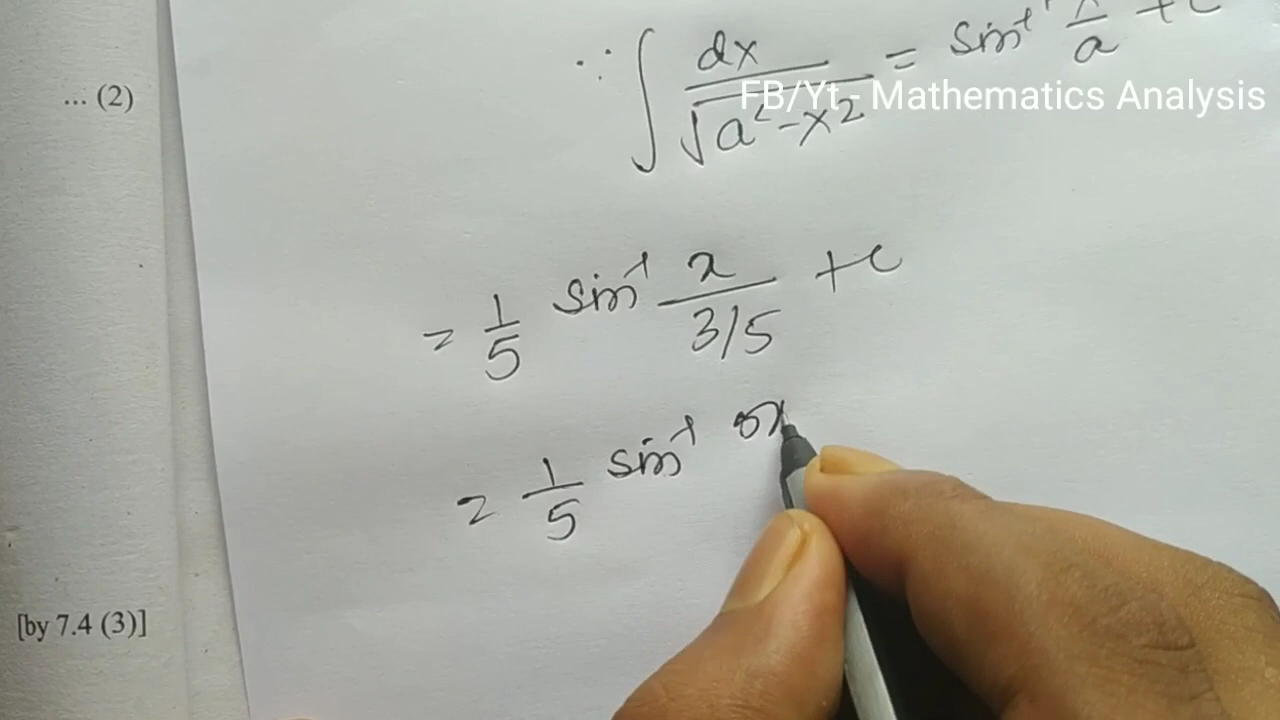 ∵ ∫ dx / √(a² - x²) = sin⁻¹ x/a + c
FB/Yt - Mathematics Analysis
... (2)
= 1/5 sin⁻¹ x / (3/5) + c
= 1/5 sin⁻¹ 5x
[by 7.4 (3)]